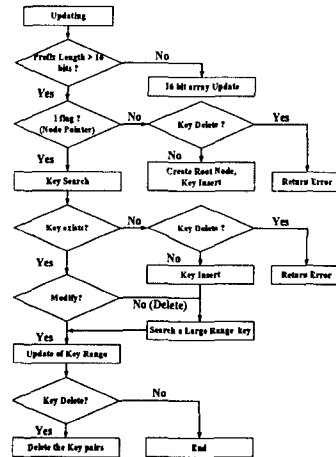 Updating
Prefix Length > 16
bits?
No
Yes
16 bit array Update
I flag ?
(Node Pointer)
No
Key Delete ?
Yes
Yes
No
Key Search
Create Root Node,
Key Insert
Return Error
Key exists?
No
Key Delete ?
Yes
Yes
No
Key Insert
Return Error
Modify?
No (Delete)
Yes
Search a Large Range key
Update of Key Range
Key Delete?
No
Yes
Delete the Key pairs
End